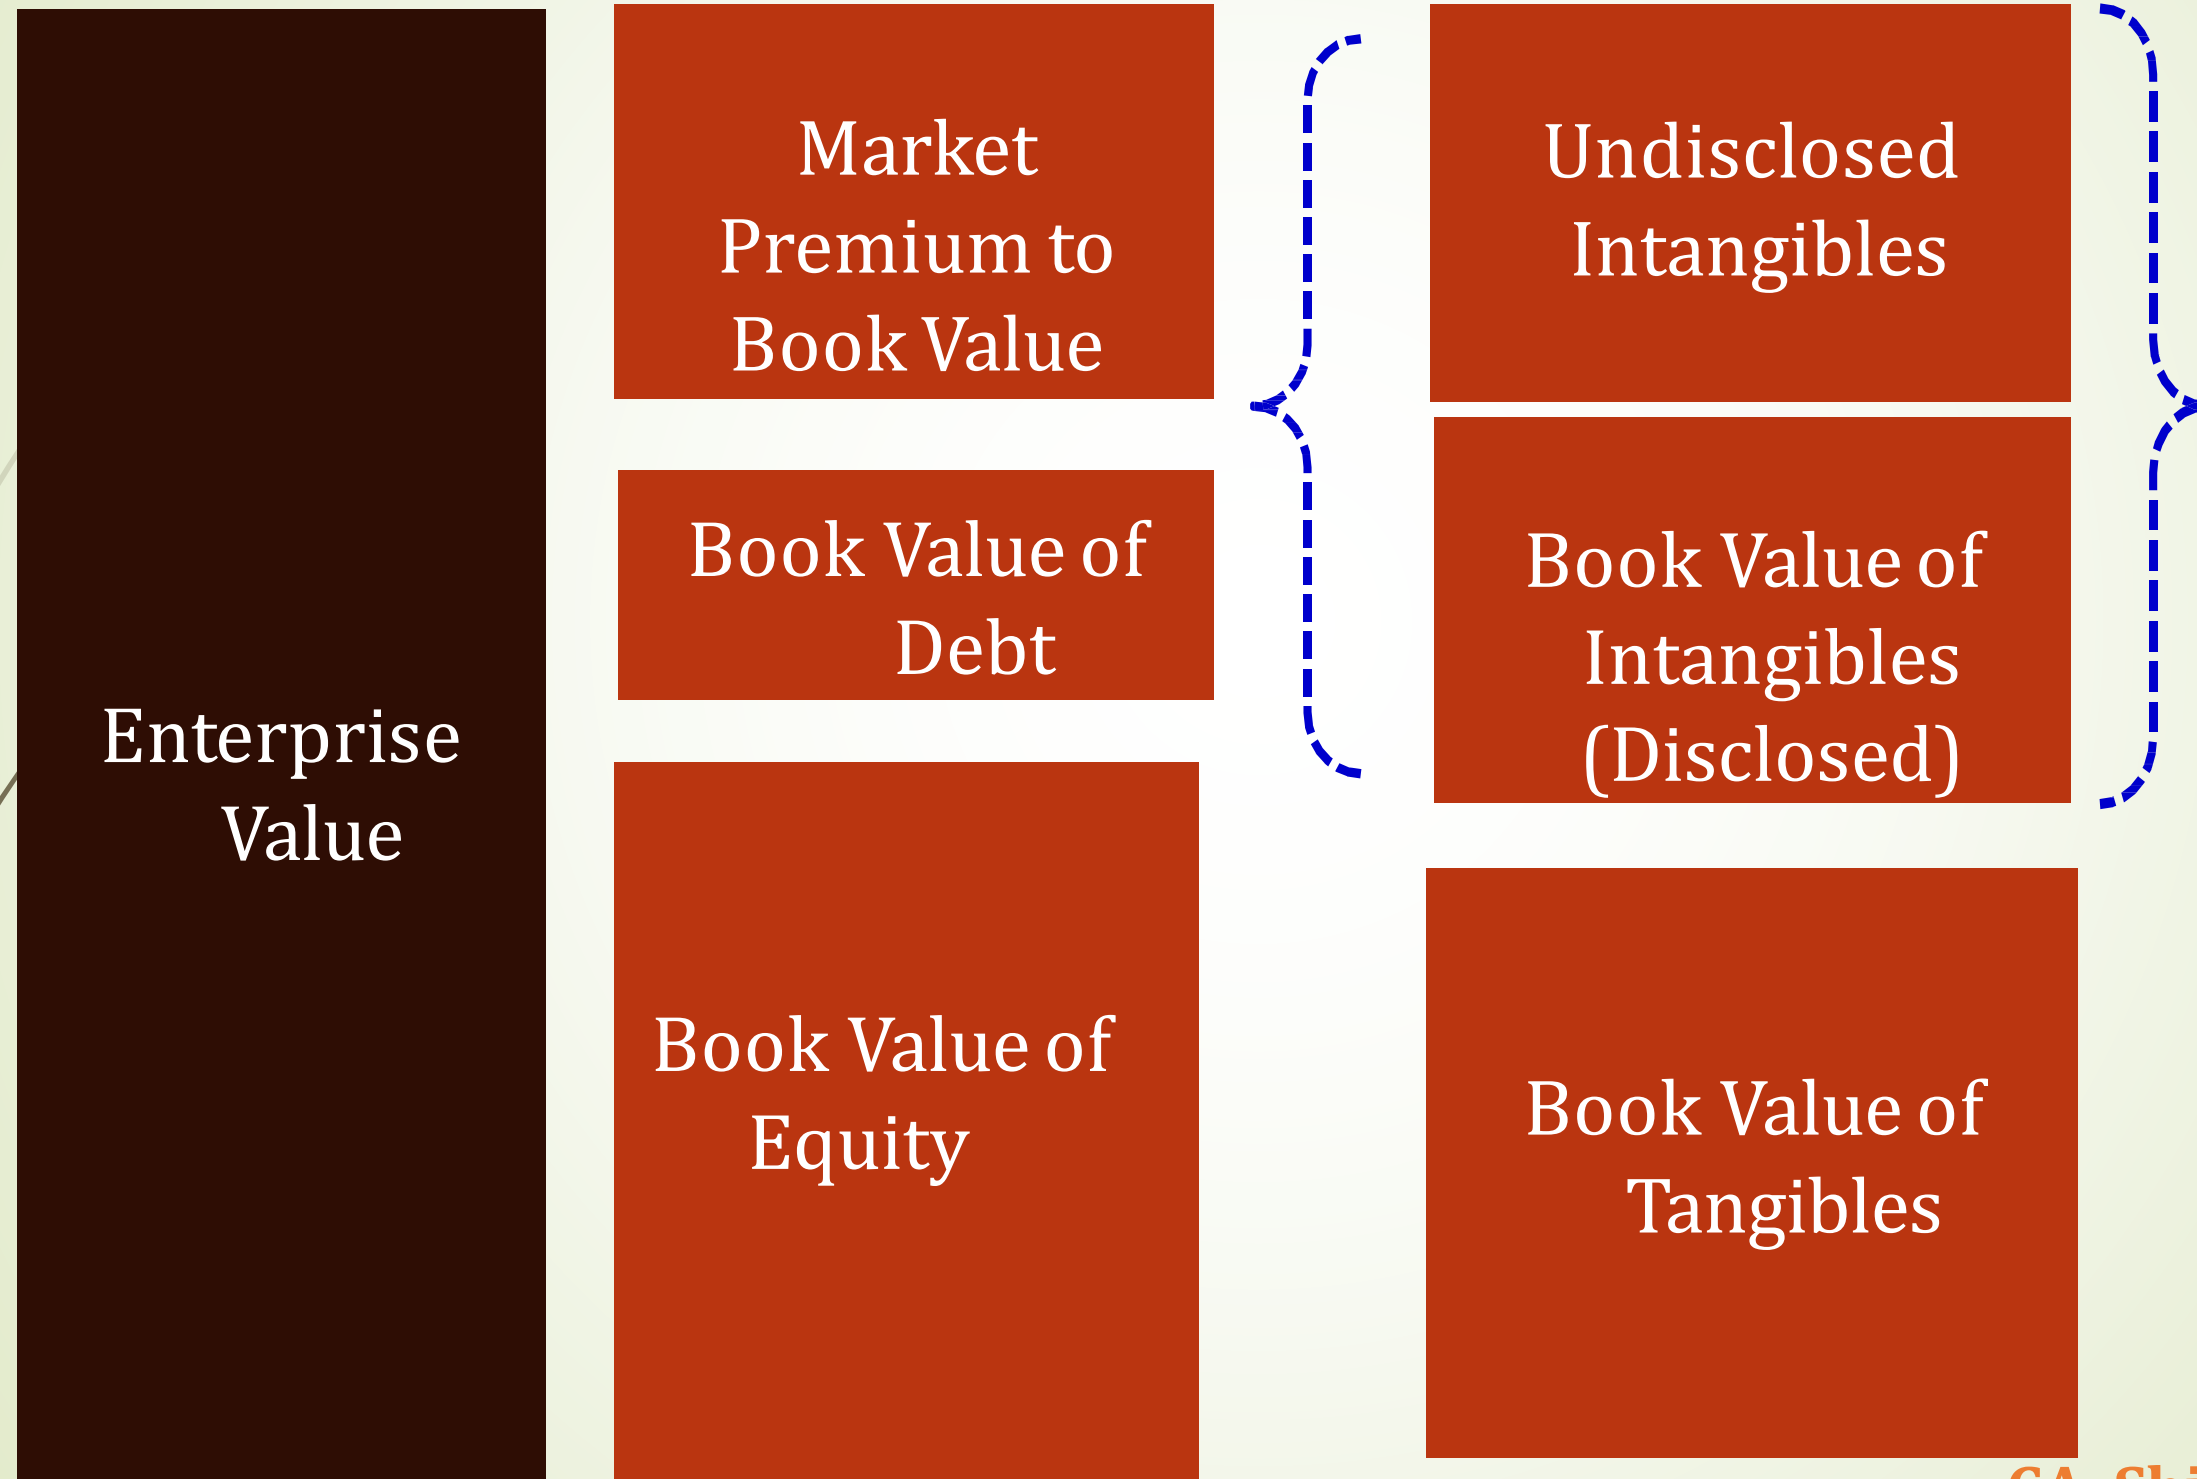 Enterprise
Value
Market
Premium to
Book Value
Book Value of
Debt
Book Value of
Equity
Undisclosed
Intangibles
Book Value of
Intangibles
(Disclosed)
Book Value of
Tangibles